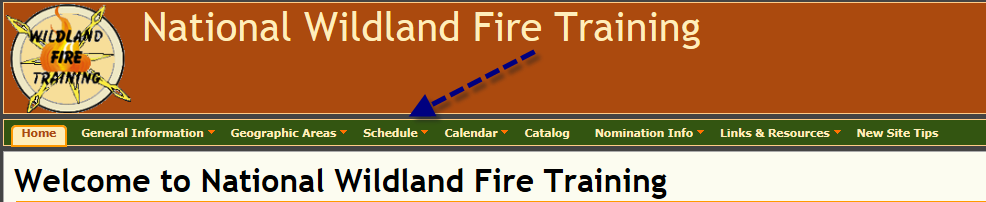 WILDLAND
FIRE
TRAINING
National Wildland Fire Training
Home General Information Geographic Areas Schedule Calendar Catalog Nomination Info Links & Resources New Site Tips
Welcome to National Wildland Fire Training